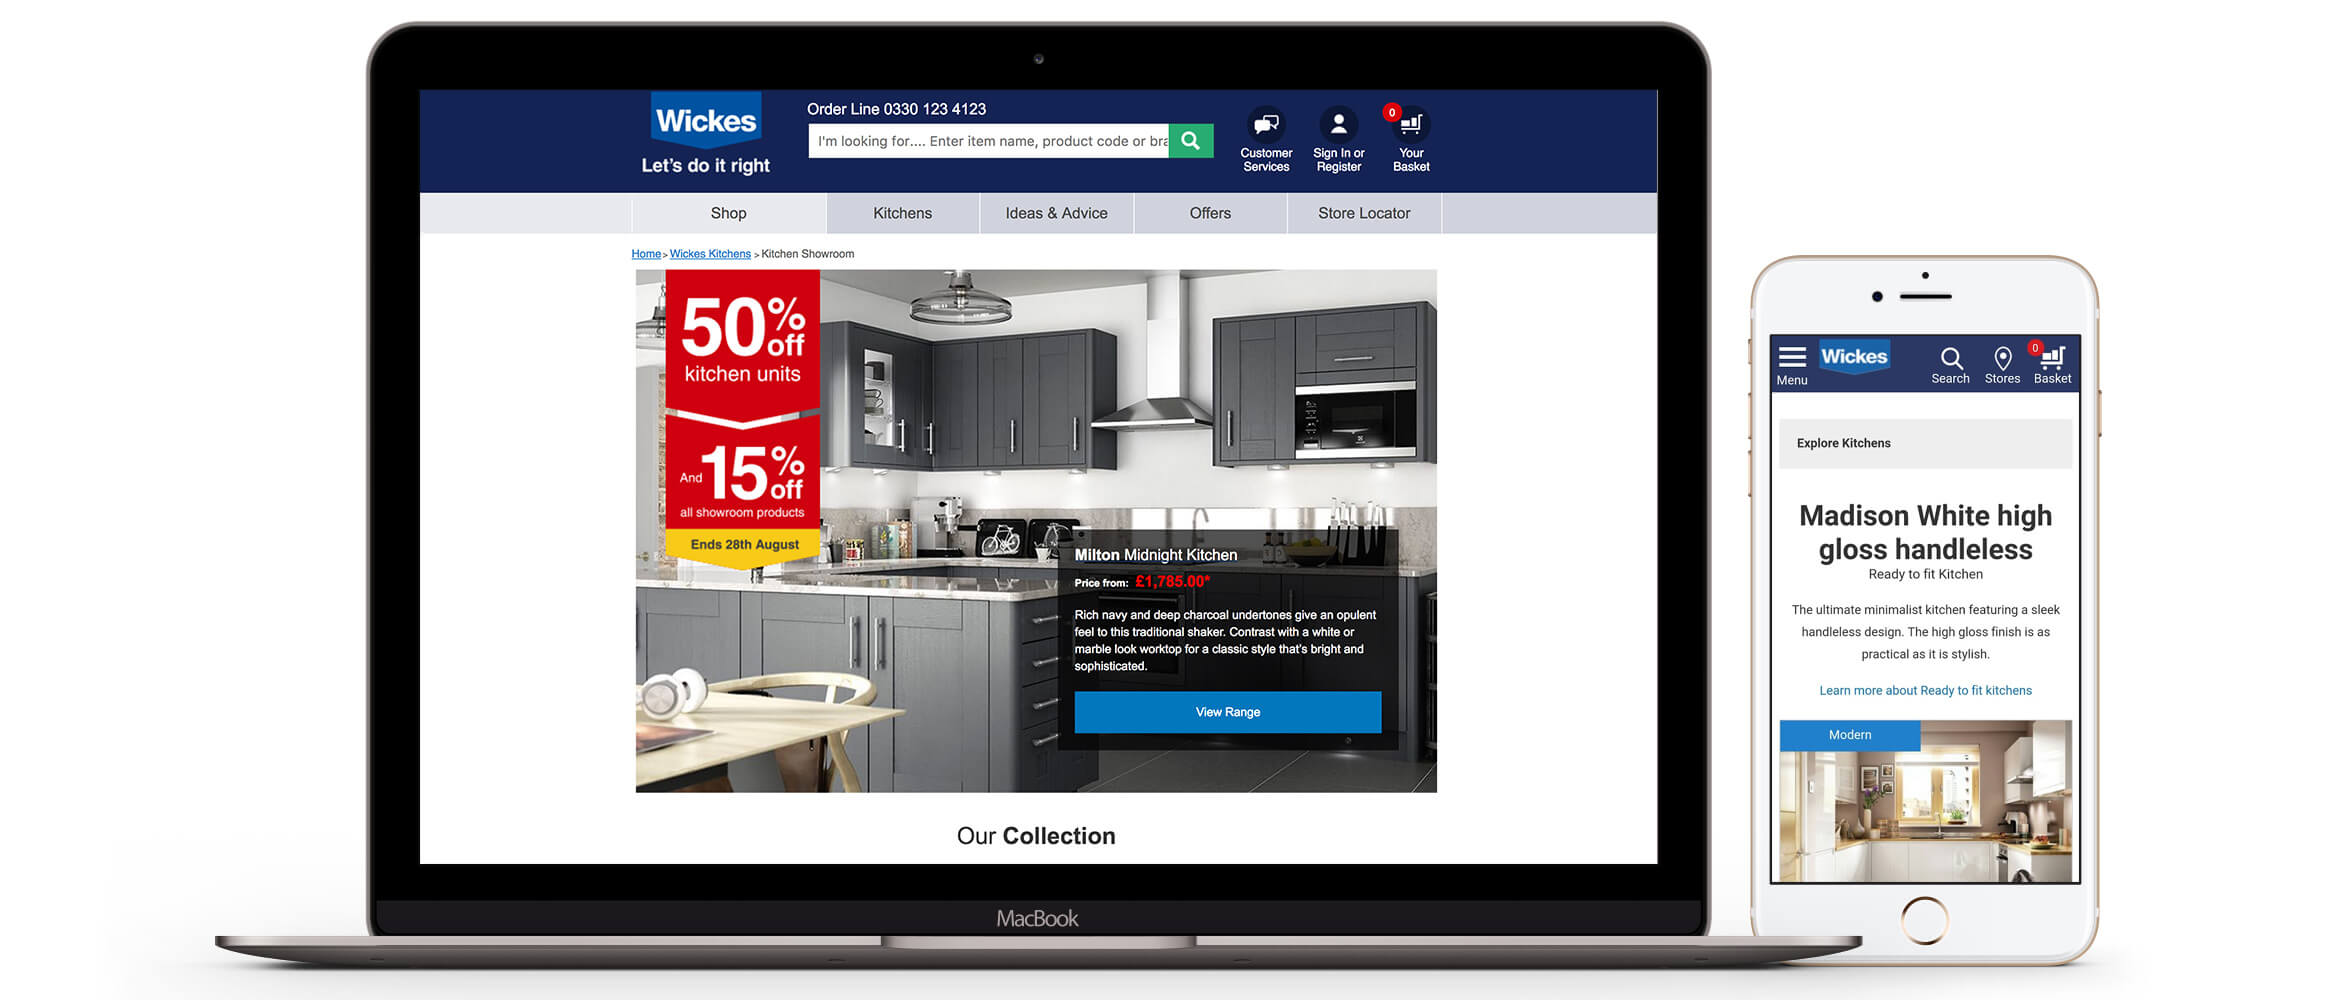 Wickes
Let's do it right
Order Line 0330 123 4123
I'm looking for.... Enter item name, product code or bra
Customer
Services
Sign In or
Register
0
Your
Basket
Shop
Kitchens
Ideas & Advice
Offers
Store Locator
Home > Wickes Kitchens > Kitchen Showroom
50% off
kitchen units
And 15% off
all showroom products
Ends 28th August
Milton Midnight Kitchen
Price from: £1,785.00*
Rich navy and deep charcoal undertones give an opulent
feel to this traditional shaker. Contrast with a white or
marble look worktop for a classic style that's bright and
sophisticated.
View Range
Our Collection
MacBook
Menu
Wickes
Search
Stores
0
Basket
Explore Kitchens
Madison White high
gloss handleless
Ready to fit Kitchen
The ultimate minimalist kitchen featuring a sleek
handleless design. The high gloss finish is as
practical as it is stylish.
Learn more about Ready to fit kitchens
Modern